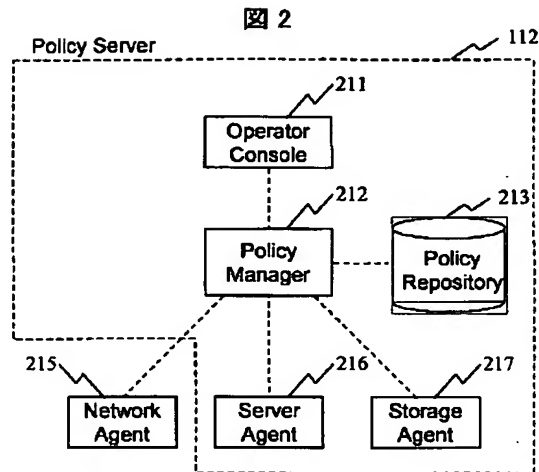 図 2
Policy Server
112
211
Operator
Console
212
213
Policy
Manager
Policy
Repository
215
216
217
Network
Agent
Server
Agent
Storage
Agent